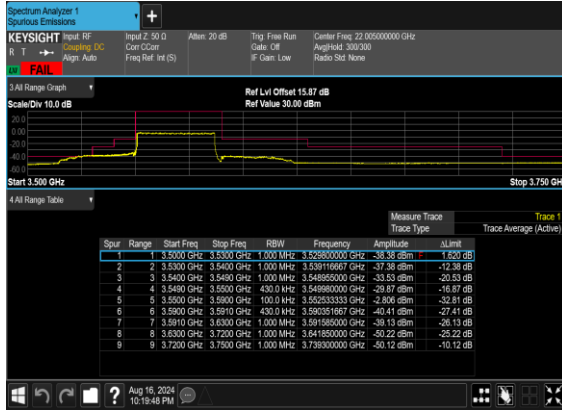 Spectrum Analyzer 1
Spurious Emissions
KEYSIGHT Input: RF Input Z: 50 Ω Atten: 20 dB Trig: Free Run Center Freq: 22.005000000 GHz
R T Coupling: DC Corr CCorr Gate: Off Avg|Hold: 300/300
Align: Auto Freq Ref: Int (S) IF Gain: Low Radio Std: None
FAIL
3 All Range Graph
Ref Lvl Offset 15.87 dB
Scale/Div 10.0 dB Ref Value 30.00 dBm
20.0
0.00
-20.0
-40.0
-60.0
Start 3.500 GHz Stop 3.750 GH
4 All Range Table
Measure Trace Trace 1
Trace Type Trace Average (Active)
Spur Range Start Freq Stop Freq RBW Frequency Amplitude ΔLimit
1 1 3.5000 GHz 3.5300 GHz 1.000 MHz 3.529800000 GHz -38.38 dBm F 1.620 dB
2 2 3.5300 GHz 3.5400 GHz 1.000 MHz 3.539116667 GHz -37.38 dBm -12.38 dB
3 3 3.5400 GHz 3.5490 GHz 1.000 MHz 3.548955000 GHz -33.53 dBm -20.53 dB
4 4 3.5490 GHz 3.5500 GHz 430.0 kHz 3.549980000 GHz -29.87 dBm -16.87 dB
5 5 3.5500 GHz 3.5900 GHz 100.0 kHz 3.552533333 GHz -2.806 dBm -32.81 dB
6 6 3.5900 GHz 3.5910 GHz 430.0 kHz 3.590351667 GHz -40.41 dBm -27.41 dB
7 7 3.5910 GHz 3.6300 GHz 1.000 MHz 3.591585000 GHz -39.13 dBm -26.13 dB
8 8 3.6300 GHz 3.7200 GHz 1.000 MHz 3.641850000 GHz -50.22 dBm -25.22 dB
9 9 3.7200 GHz 3.7500 GHz 1.000 MHz 3.739300000 GHz -50.12 dBm -10.12 dB
Aug 16, 2024
10:19:48 PM